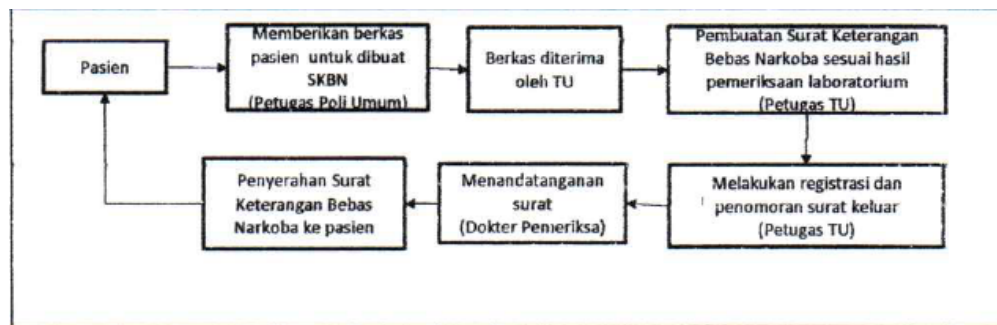 Pasien
Memberikan berkas
pasien untuk dibuat
SKBN
(Petugas Poli Umum)
Berkas diterima
oleh TU
Pembuatan Surat Keterangan
Bebas Narkoba sesuai hasil
pemeriksaan laboratorium
(Petugas TU)
Melakukan registrasi dan
penomoran surat keluar
(Petugas TU)
Menandatanganan
surat
(Dokter Pemeriksa)
Penyerahan Surat
Keterangan Bebas
Narkoba ke pasien